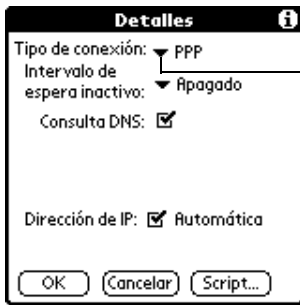 Detalles
Tipo de conexión: PPP
Intervalo de
espera inactivo: Apagado
Consulta DNS:
Dirección de IP: Automática
OK Cancelar Script...